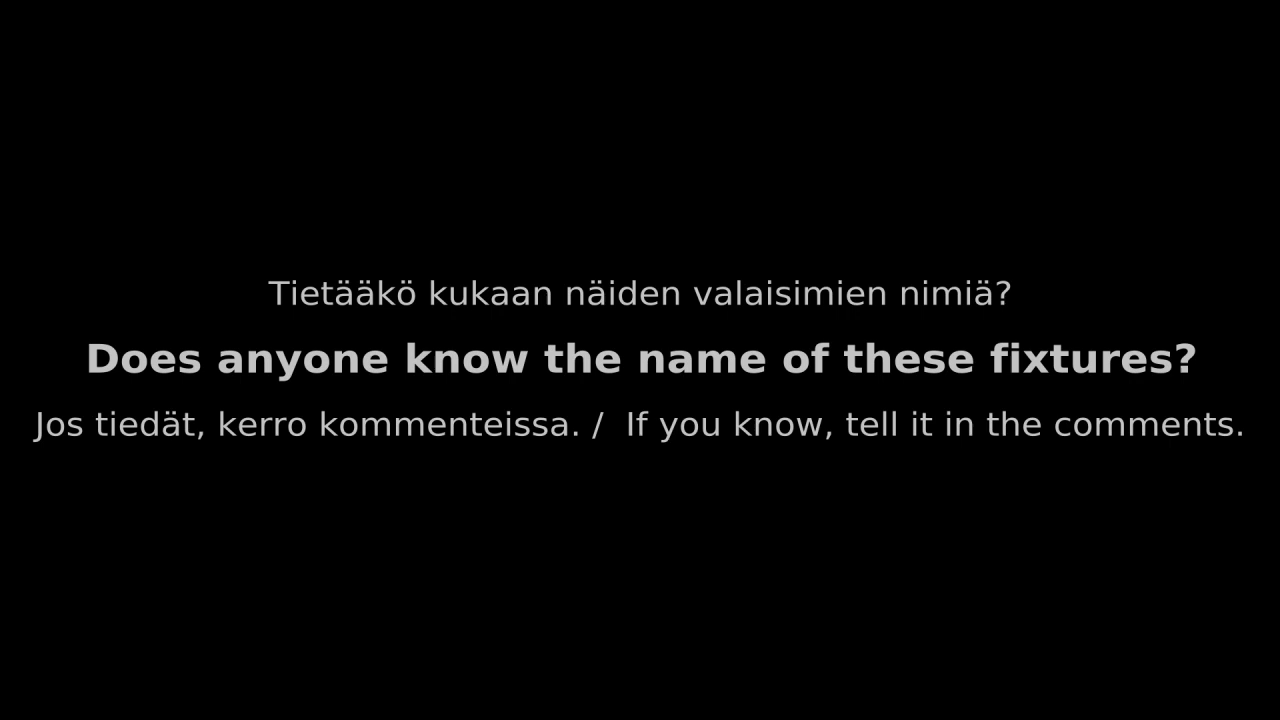 Tietääkö kukaan näiden valaisimien nimiä?
Does anyone know the name of these fixtures?
Jos tiedät, kerro kommenteissa. /  If you know, tell it in the comments.